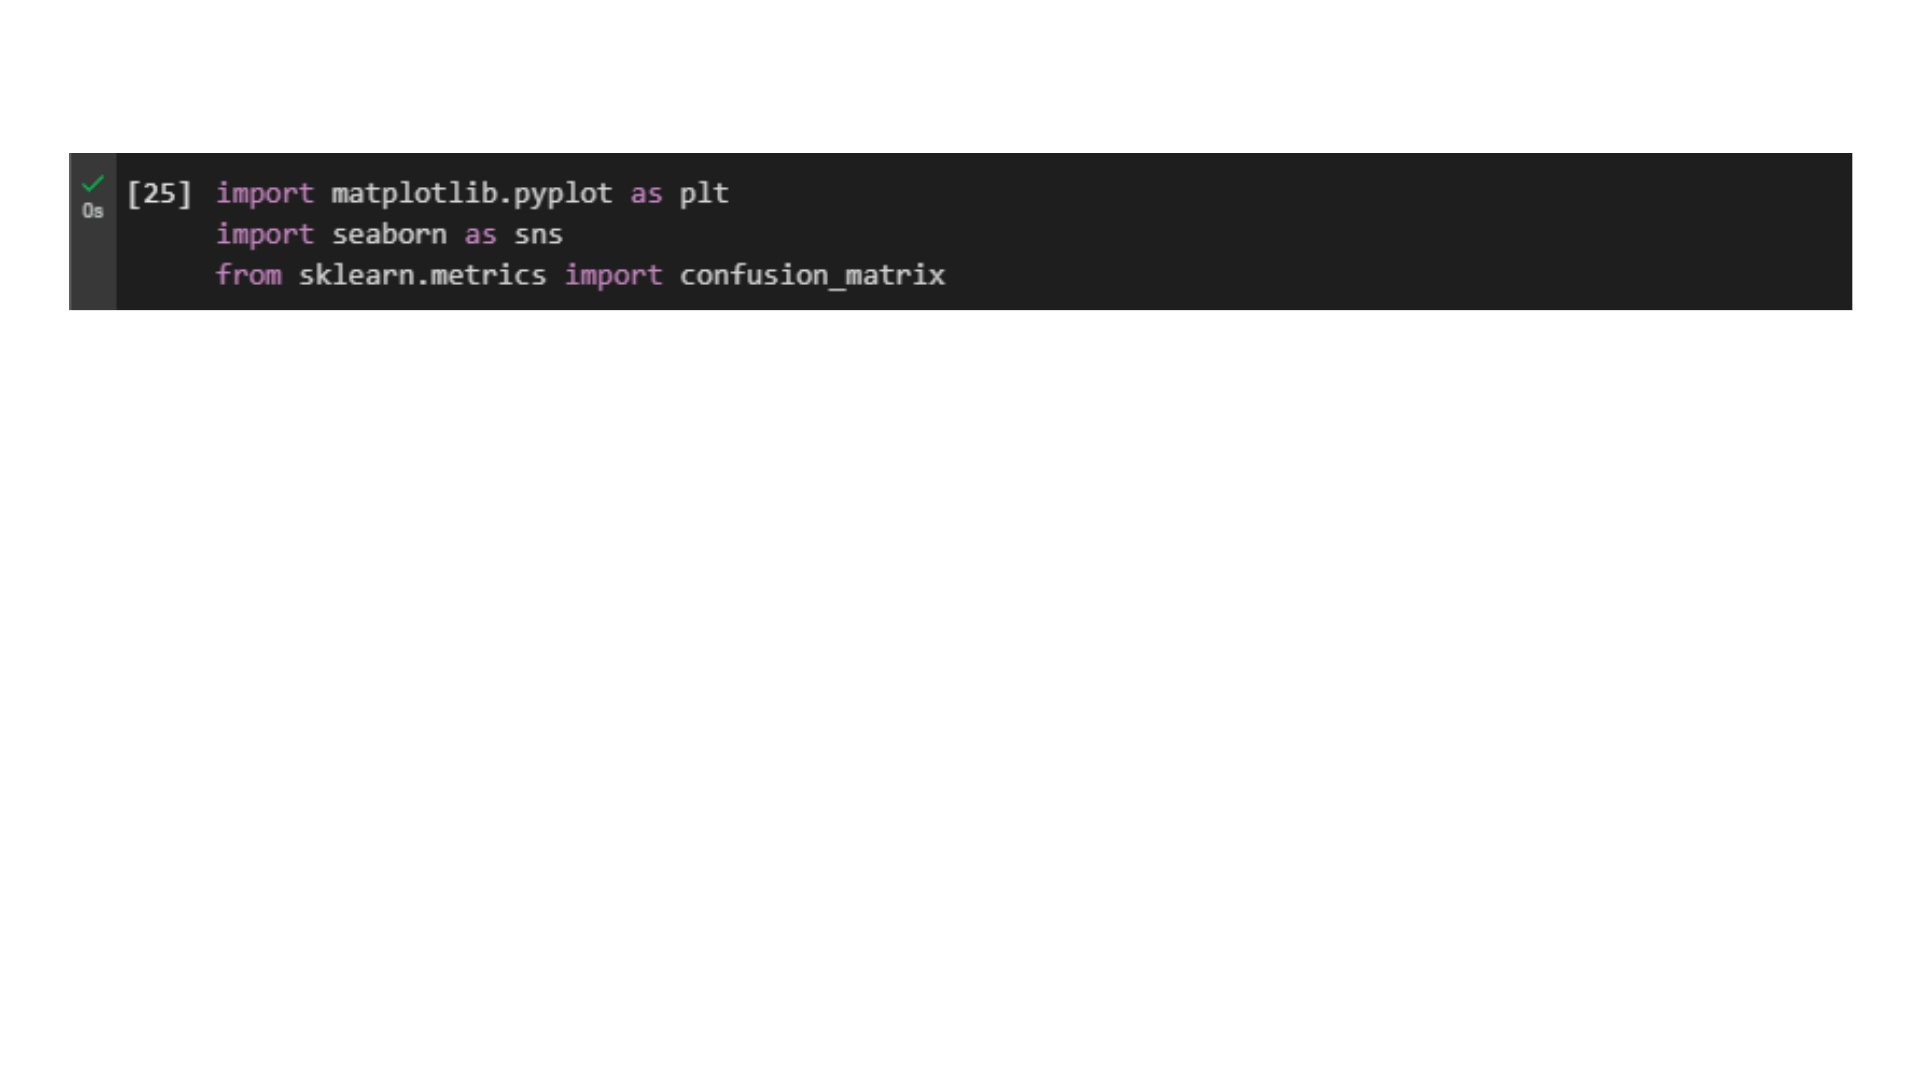 [25] import matplotlib.pyplot as plt
0s
import seaborn as sns
from sklearn.metrics import confusion_matrix